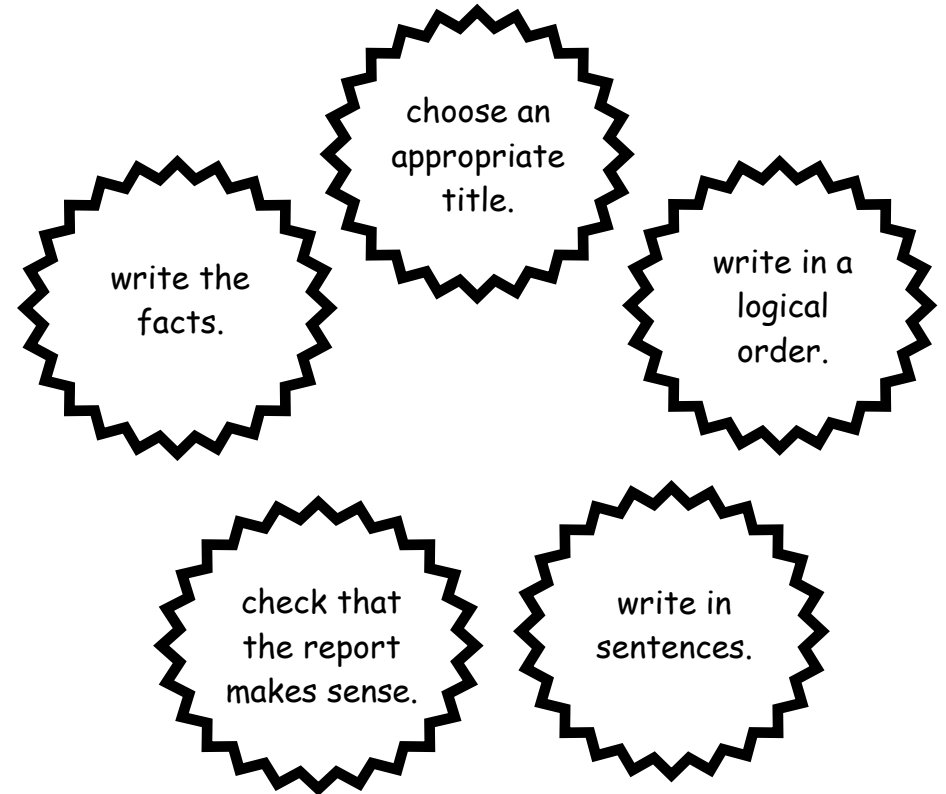 choose an
appropriate
title.
write the
facts.
write in a
logical
order.
check that
the report
makes sense.
write in
sentences.